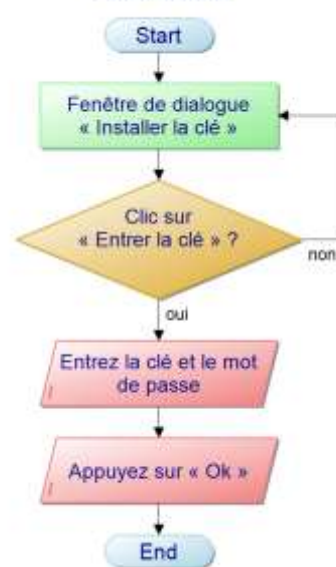 Start
Fenêtre de dialogue
« Installer la clé »
Clic sur
« Entrer la clé » ?
non
oui
Entrez la clé et le mot
de passe
Appuyez sur « Ok »
End